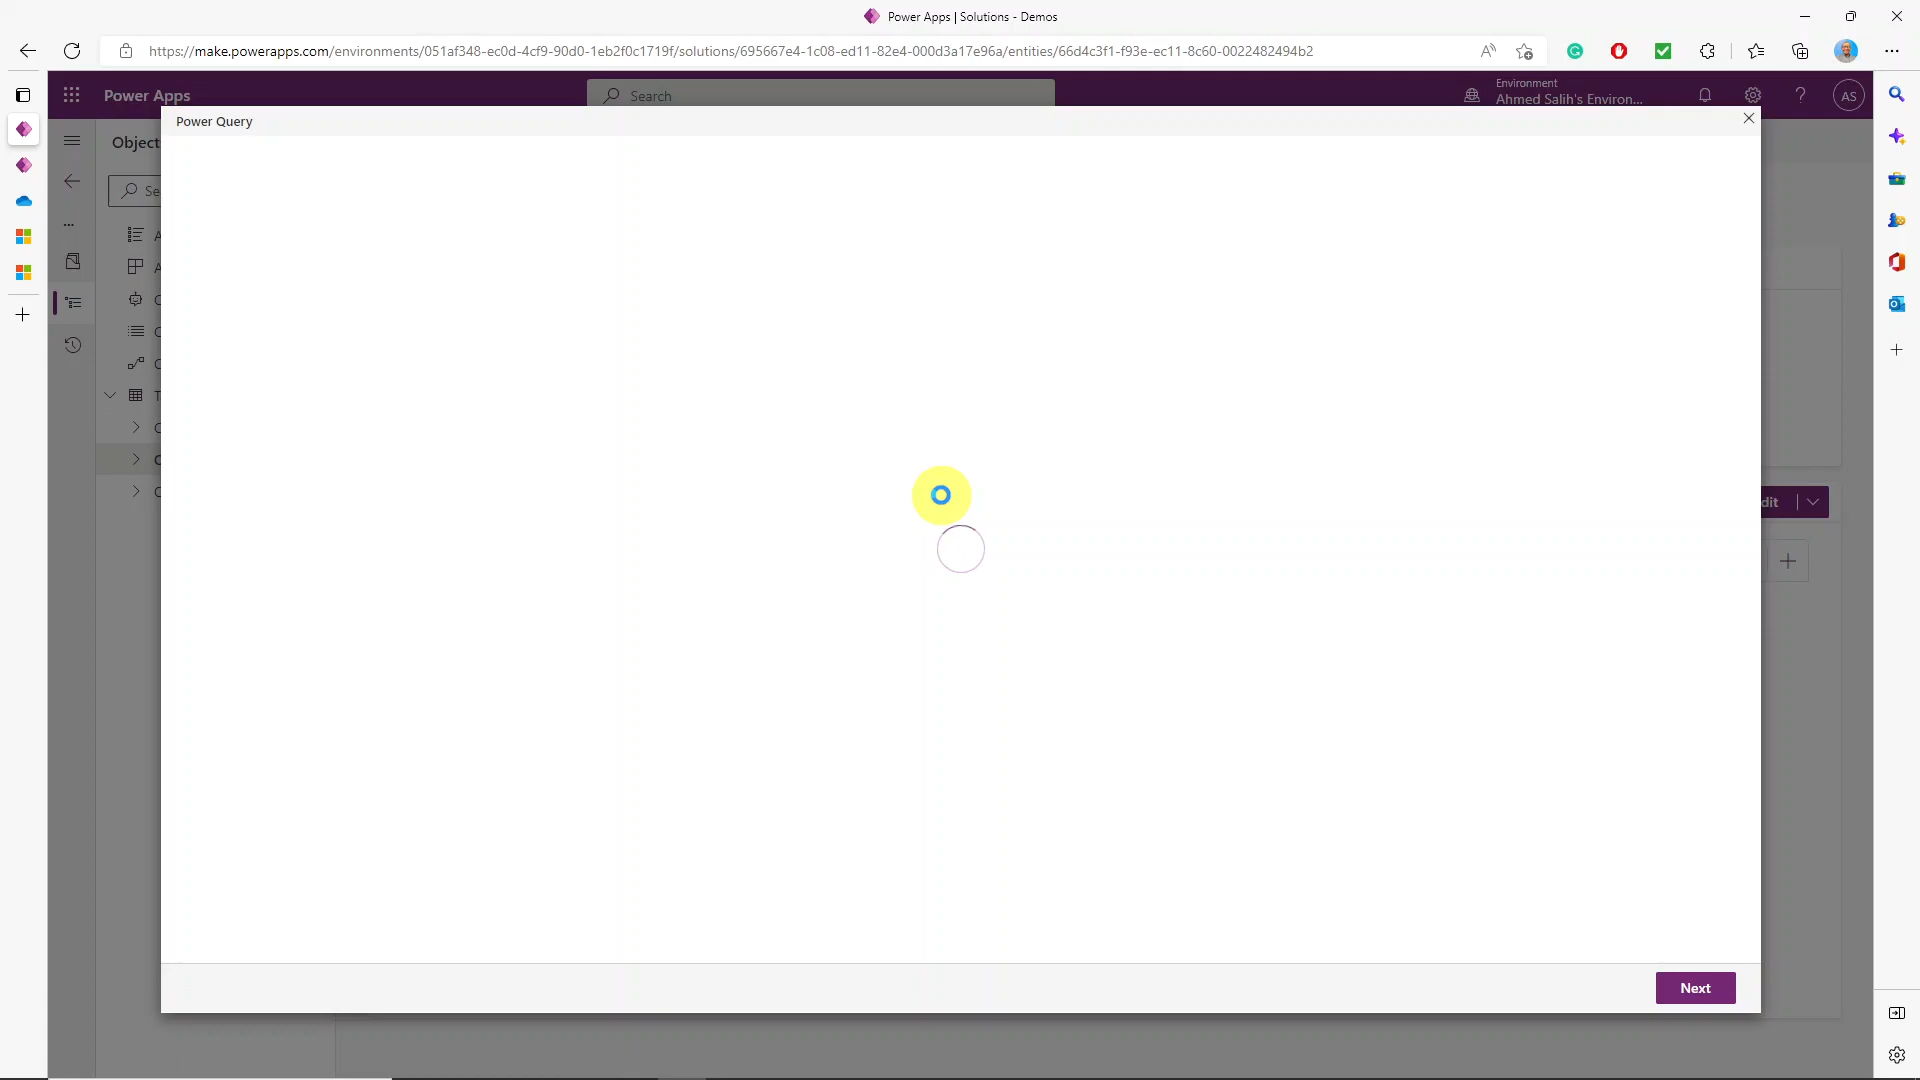 Power Apps | Solutions - Demos
https://make.powerapps.com/environments/051af348-ec0d-4cf9-90d0-1eb2f0c1719f/solutions/695667e4-1c08-ed11-82e4-000d3a17e96a/entities/66d4c3f1-f93e-ec11-8c60-0022482494b2
Power Apps
Search
Environment
Ahmed Salih's Environ...
?
AS
Power Query
Object
Se
dit
Next